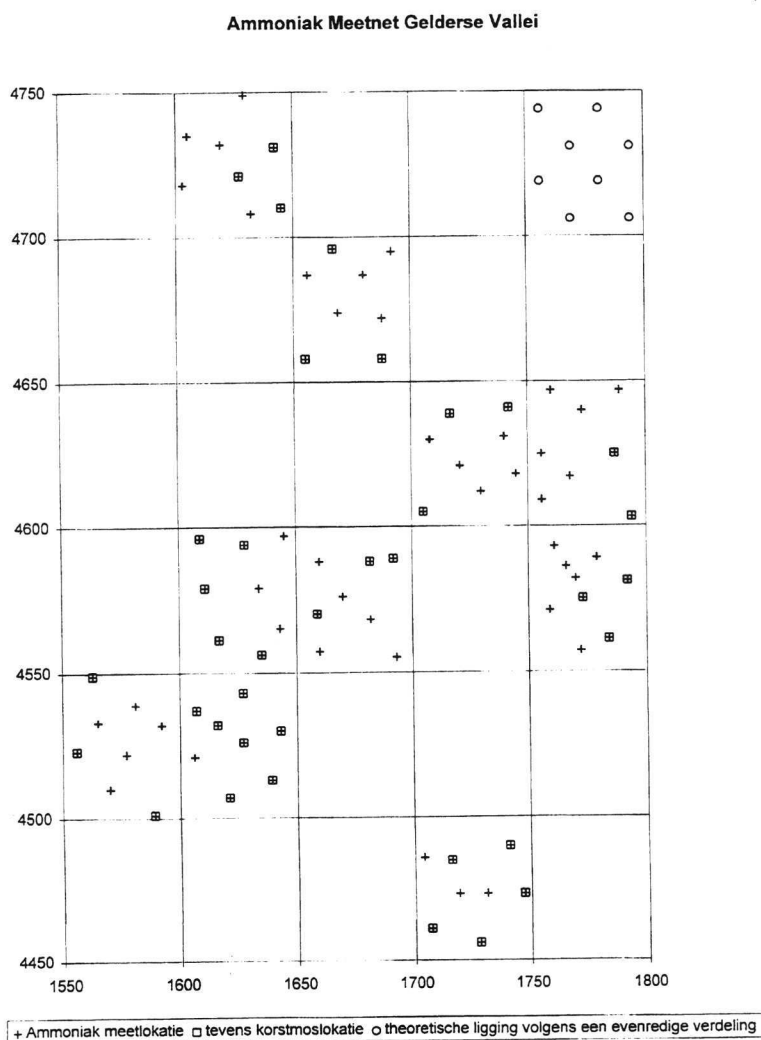 Ammoniak Meetnet Gelderse Vallei
4750
4700
4650
4600
4550
4500
4450
1550 1600 1650 1700 1750 1800
+ Ammoniak meetlokatie □ tevens korstmoslokatie o theoretische ligging volgens een evenredige verdeling